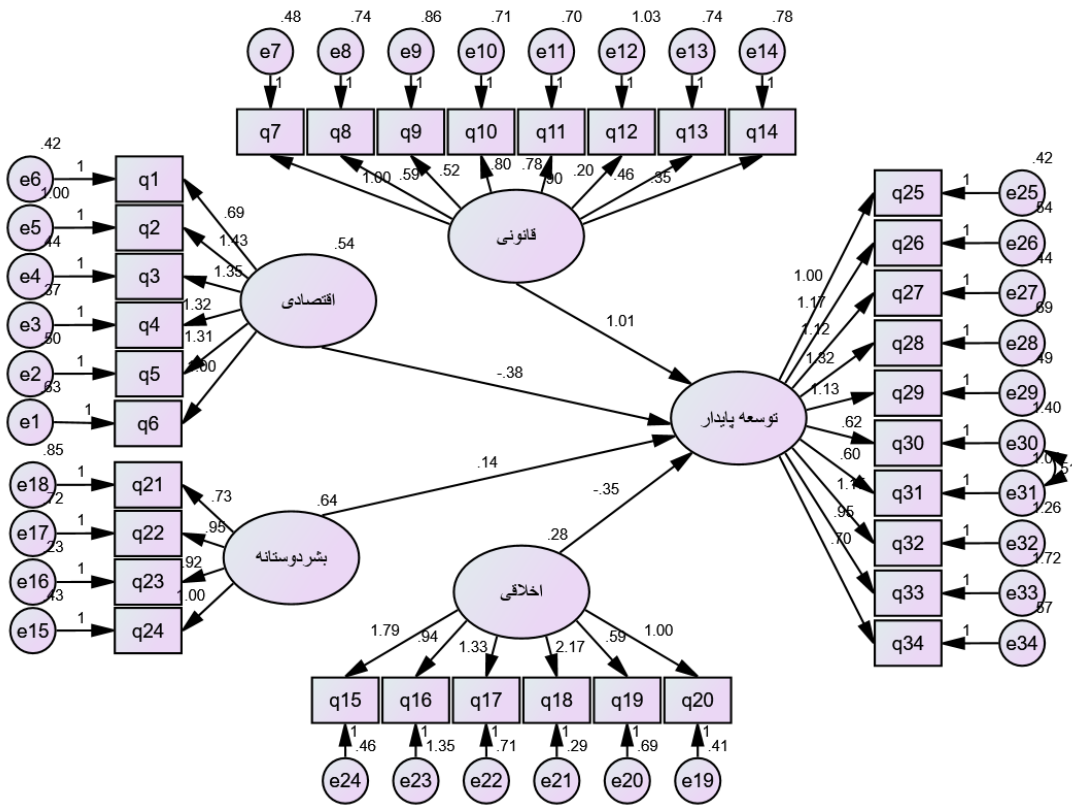 .48 .74 .86 .71 .70 1.03 .74 .78
e7 e8 e9 e10 e11 e12 e13 e14
1 1 1 1 1 1 1 1
q7 q8 q9 q10 q11 q12 q13 q14
1.00 .59 .52 .80 .78 .90 .20 .46 .35
قانونی
.42
e6 1 q1
1.00
e5 1 q2
.44
e4 1 q3
.37
e3 1 q4
.50
e2 1 q5
.63
e1 1 q6
.69
1.43
1.35
1.32
1.31
1.00
.54
اقتصادی
1.01
-.38
.14
-.35
توسعه پایدار
.85
e18 1 q21
.72
e17 1 q22
.23
e16 1 q23
.43
e15 1 q24
.73
.95
.92
1.00
.64
بشردوستانه
.28
اخلاقی
1.79 .94 1.33 2.17 .59 1.00
q15 q16 q17 q18 q19 q20
1 1 1 1 1 1
.46 1.35 .71 .29 .69 .41
e24 e23 e22 e21 e20 e19
1.00
1.17
1.12
1.32
1.13
.62
.60
.95
.70
.42
q25 1 e25
.54
q26 1 e26
.44
q27 1 e27
.69
q28 1 e28
.49
q29 1 e29
1.40
q30 1 e30
q31 1 e31
1.26
q32 1 e32
1.72
q33 1 e33
.57
q34 1 e34